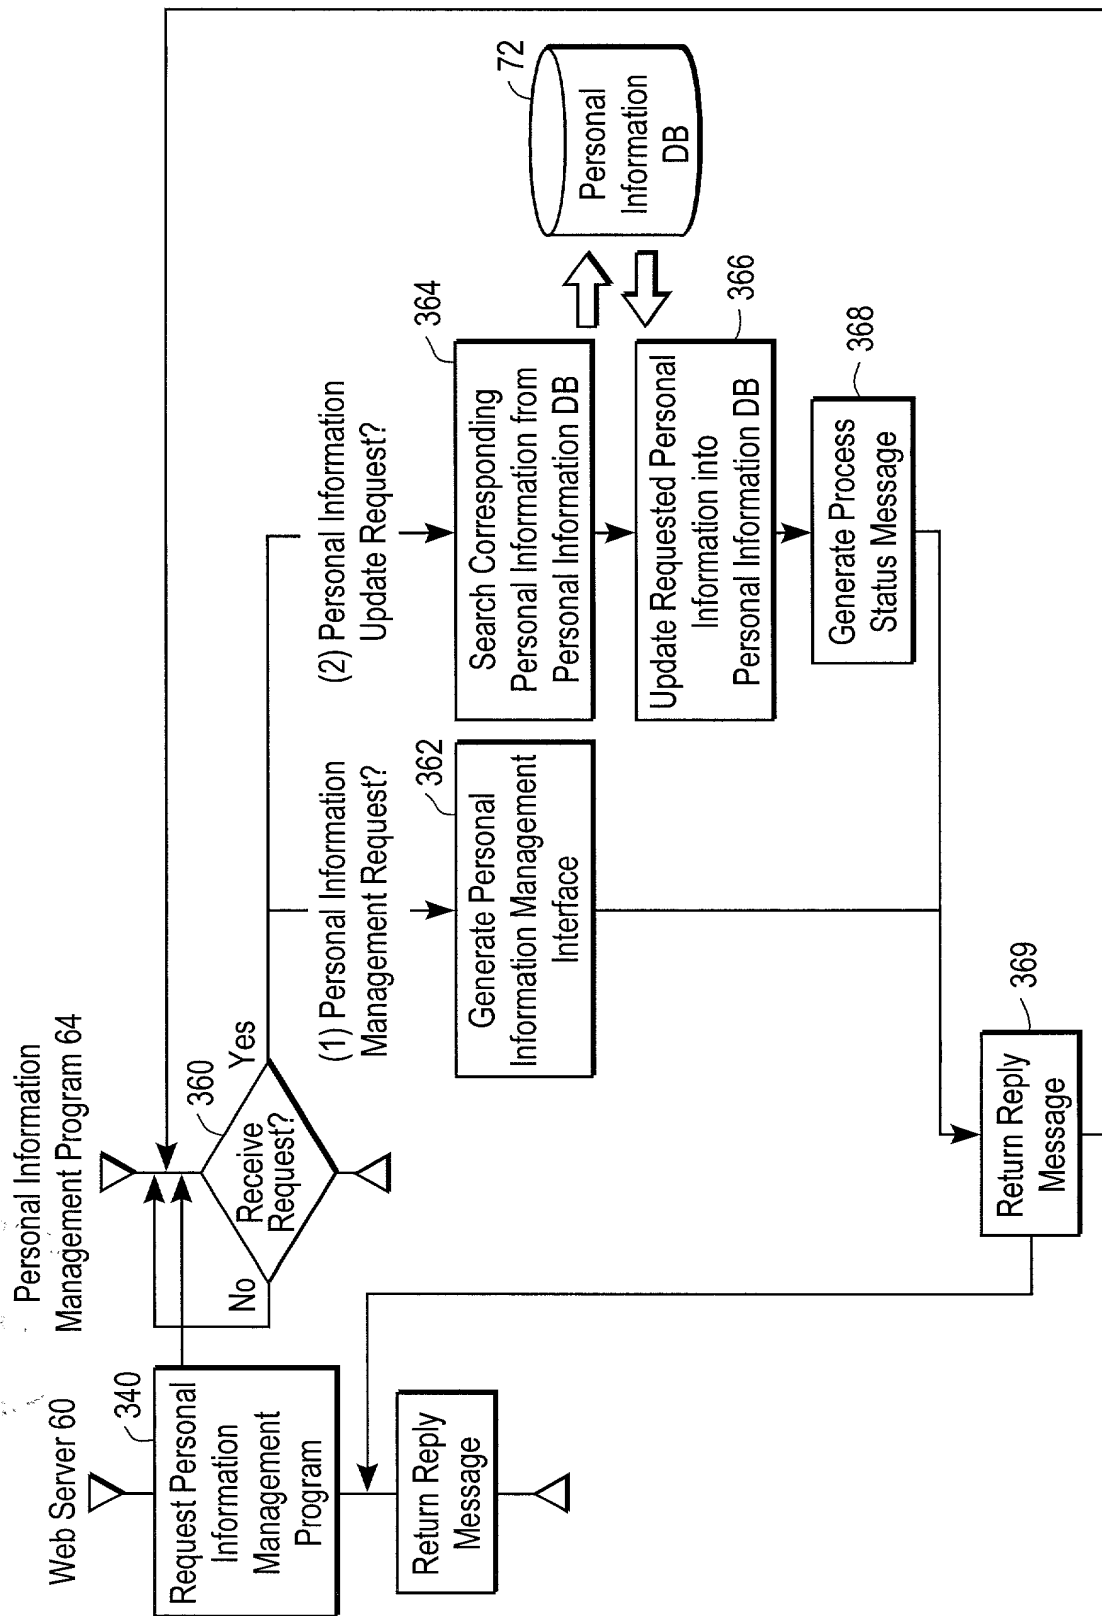 Web Server 60
340
Request Personal
Information
Management
Program
Return Reply
Message
Personal Information
Management Program 64
360
Receive
Request?
No
Yes
(1) Personal Information
Management Request?
362
Generate Personal
Information Management
Interface
(2) Personal Information
Update Request?
364
Search Corresponding
Personal Information from
Personal Information DB
72
Personal
Information
DB
366
Update Requested Personal
Information into
Personal Information DB
368
Generate Process
Status Message
369
Return Reply
Message